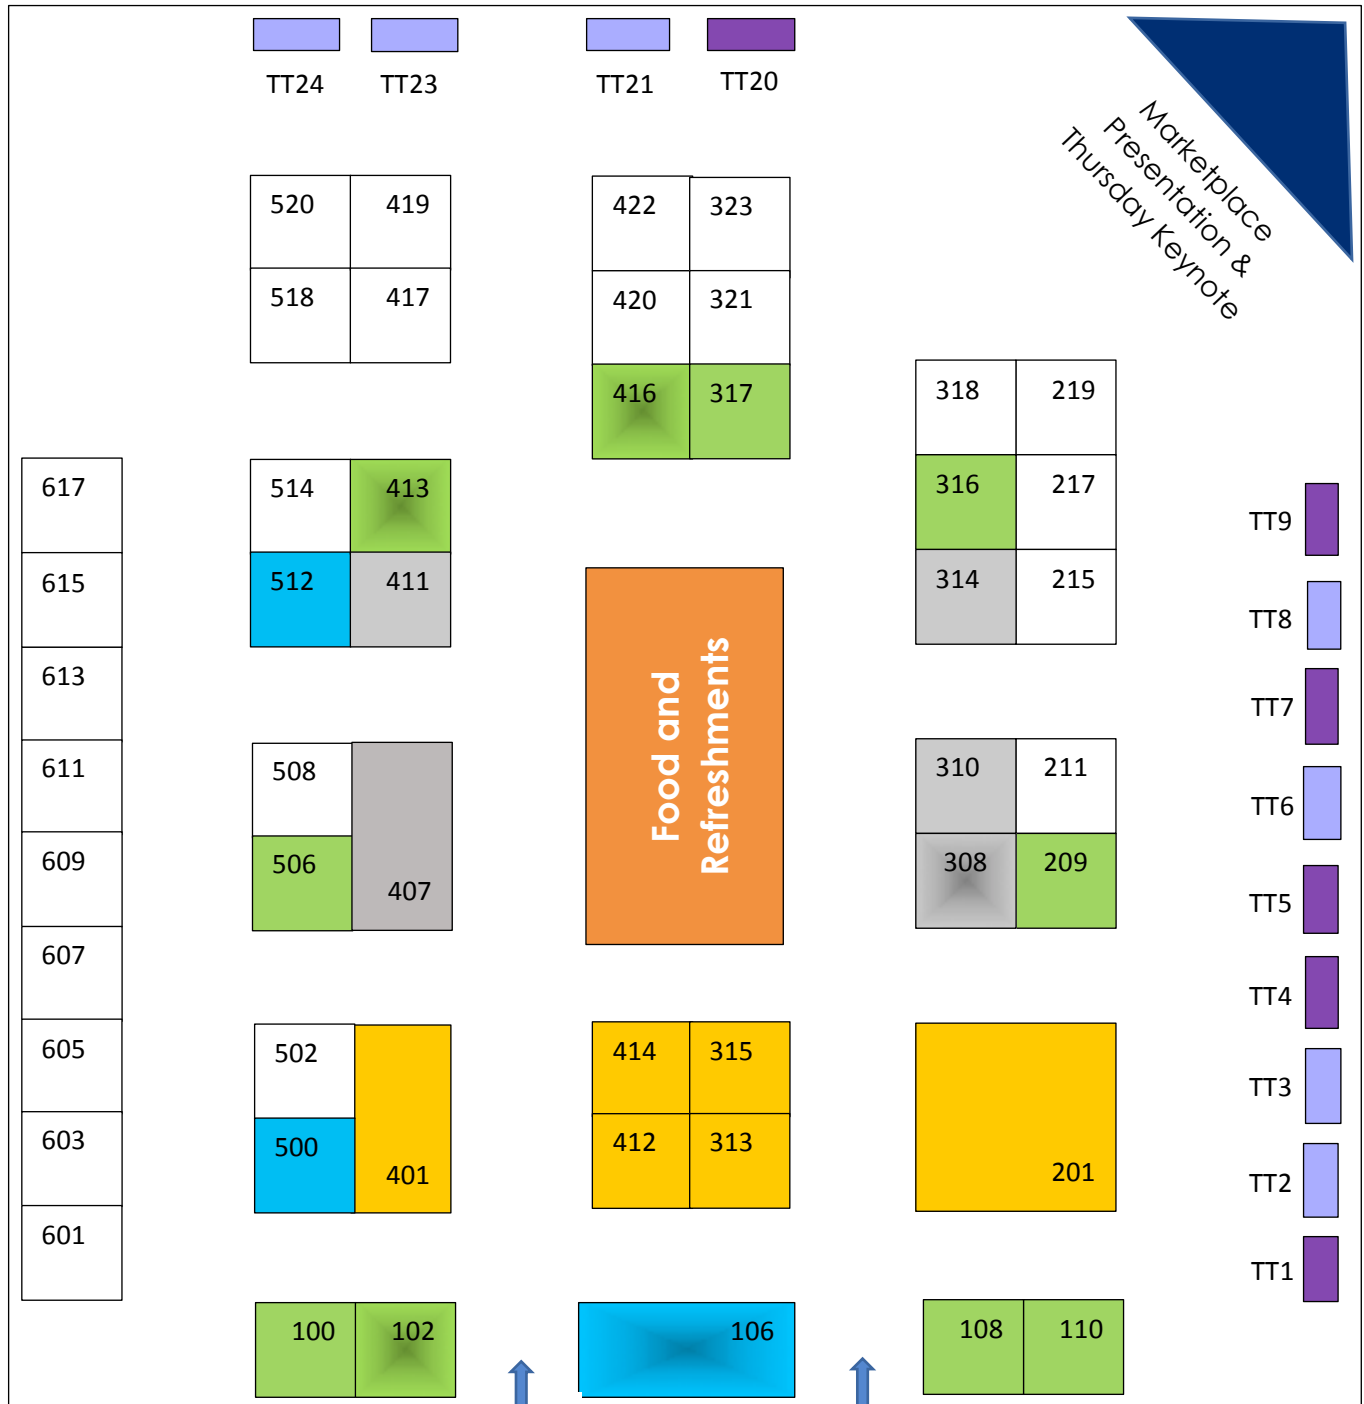 TT24 TT23 TT21 TT20
Marketplace
Presentation &
Thursday Keynote
520 419 422 323
518 417 420 321
416 317
318 219
617 514 413 316 217
TT9
615 512 411 314 215
TT8
613
TT7
611 508 310 211
TT6
609 506 407 308 209
TT5
Food and
Refreshments
607
TT4
605 502 414 315
TT3
603 500 401 412 313 201
TT2
601
TT1
100 102 106 108 110